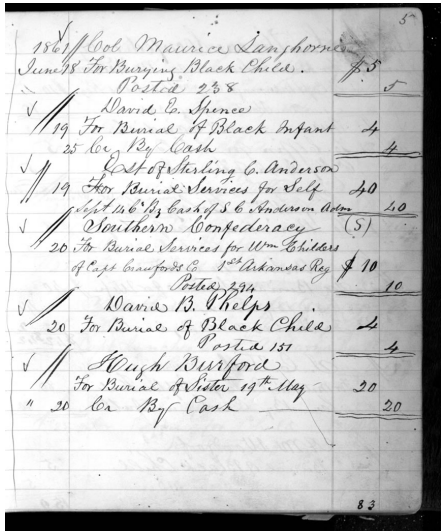 5
1861 // Col Maurice Langhorne
June 18 For Burying Black Child. $5
" Posted 238 5
David E. Spence
19 For Burial of Black Infant 4
25 Cr By Cash 4
Est of Sterling C. Anderson
19 For Burial Services for Self 40
Sept 14 Cr By Cash of S C Anderson Adm 40
Southern Confederacy (S)
20 For Burial Services for Wm Childers
of Capt Crawfords Co 1st Arkansas Reg $10
Posted 294 10
David B. Phelps
20 For Burial of Black Child 4
Posted 151 4
Hugh Burford
For Burial of Sister 19th May 20
" 20 Cr By Cash 20
83